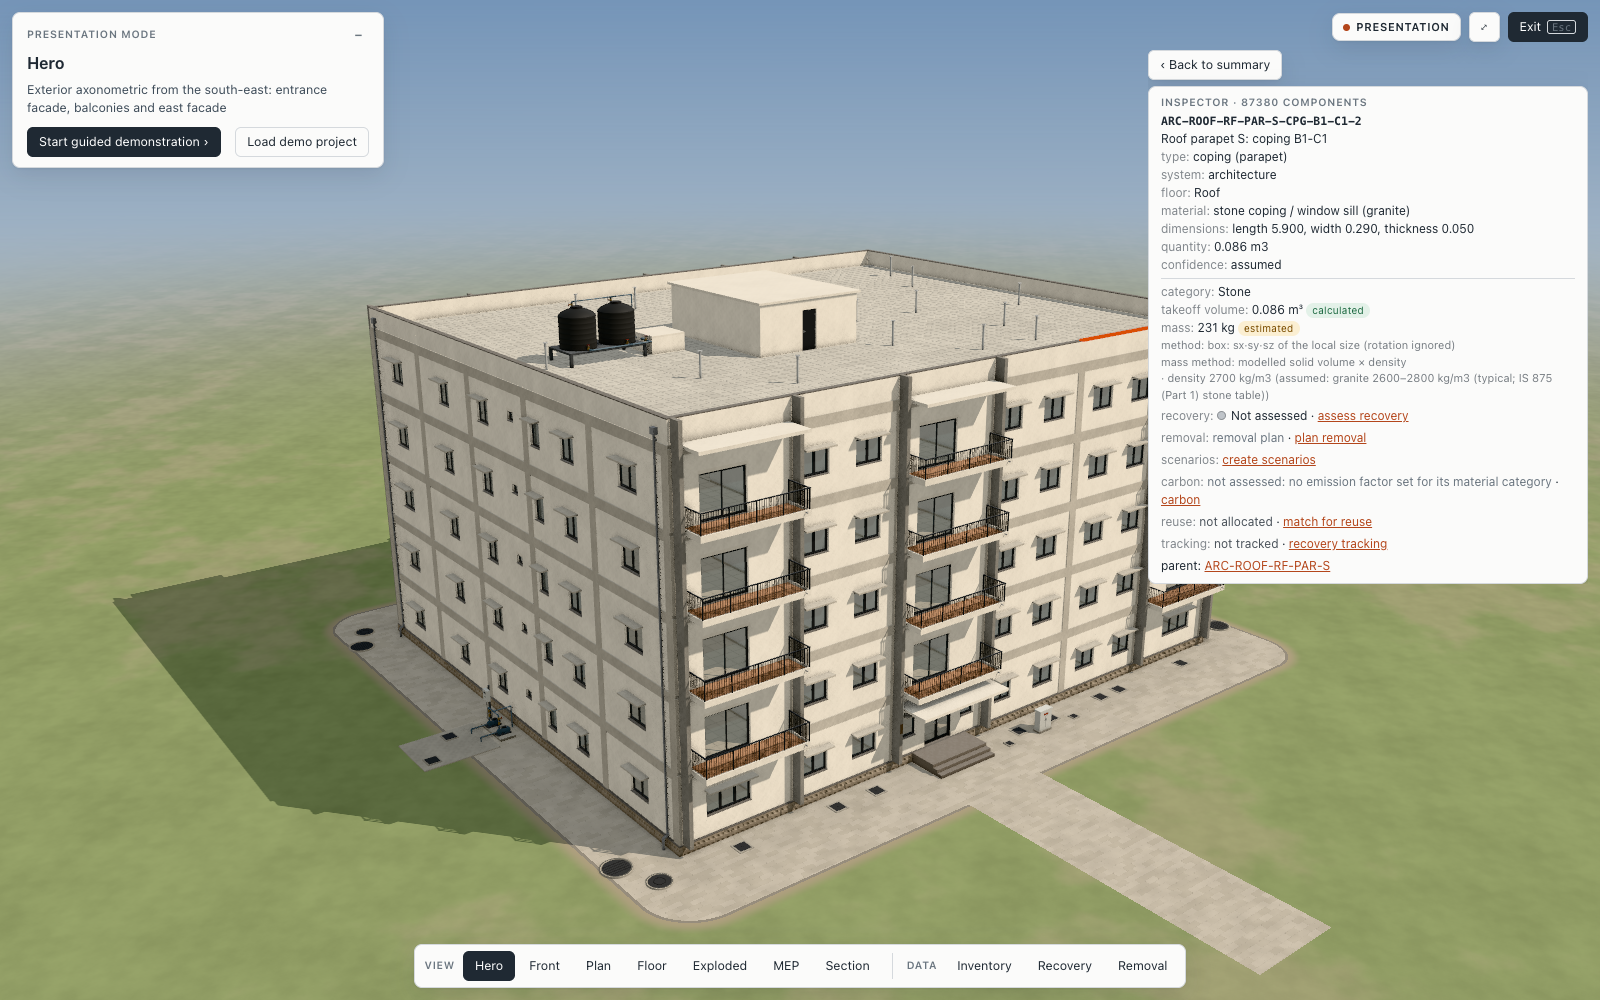 PRESENTATION MODE
–
Hero
Exterior axonometric from the south-east: entrance
facade, balconies and east facade
Start guided demonstration ›
Load demo project
PRESENTATION
Exit Esc
‹ Back to summary
INSPECTOR · 87380 COMPONENTS
ARC-ROOF-RF-PAR-S-CPG-B1-C1-2
Roof parapet S: coping B1-C1
type: coping (parapet)
system: architecture
floor: Roof
material: stone coping / window sill (granite)
dimensions: length 5.900, width 0.290, thickness 0.050
quantity: 0.086 m3
confidence: assumed
category: Stone
takeoff volume: 0.086 m³ calculated
mass: 231 kg estimated
method: box: sx·sy·sz of the local size (rotation ignored)
mass method: modelled solid volume × density
· density 2700 kg/m3 (assumed: granite 2600–2800 kg/m3 (typical; IS 875
(Part 1) stone table))
recovery: Not assessed · assess recovery
removal: removal plan · plan removal
scenarios: create scenarios
carbon: not assessed: no emission factor set for its material category ·
carbon
reuse: not allocated · match for reuse
tracking: not tracked · recovery tracking
parent: ARC-ROOF-RF-PAR-S
VIEW Hero Front Plan Floor Exploded MEP Section DATA Inventory Recovery Removal